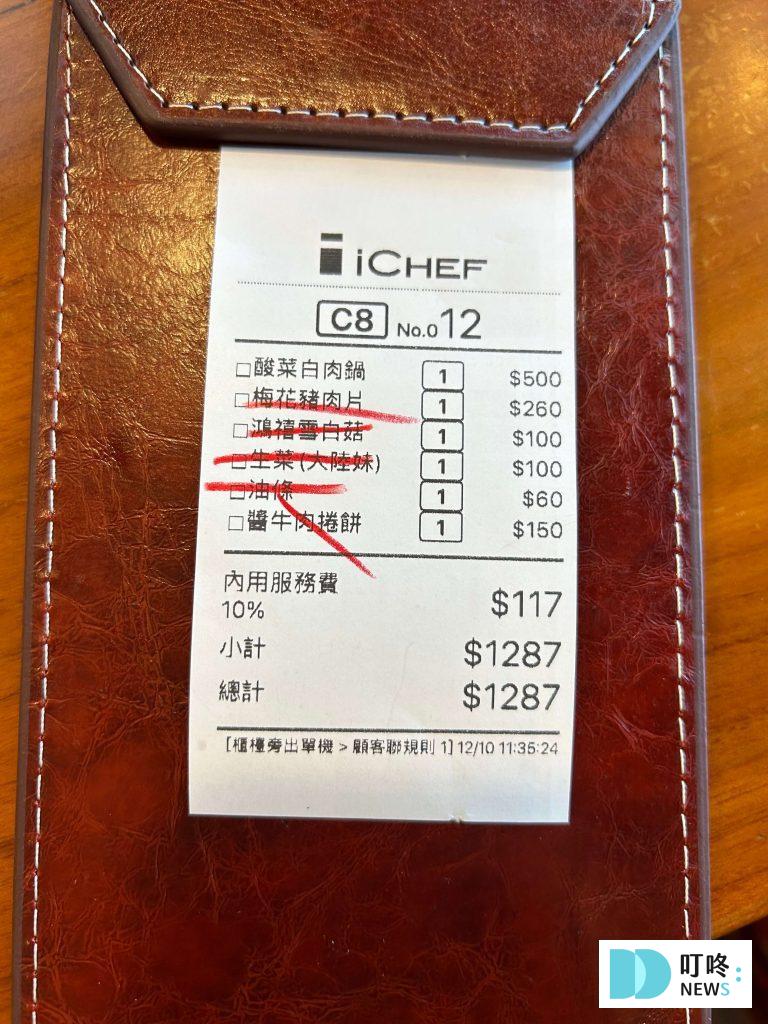 iCHEF
C8 No.012
□酸菜白肉鍋 1 $500
□梅花豬肉片 1 $260
□鴻禧雪白菇 1 $100
□生菜(大陸妹) 1 $100
□油條 1 $60
□醬牛肉捲餅 1 $150
內用服務費
10% $117
小計 $1287
總計 $1287
[櫃檯旁出單機 > 顧客聯規則 1] 12/10 11:35:24
叮咚
NEWS